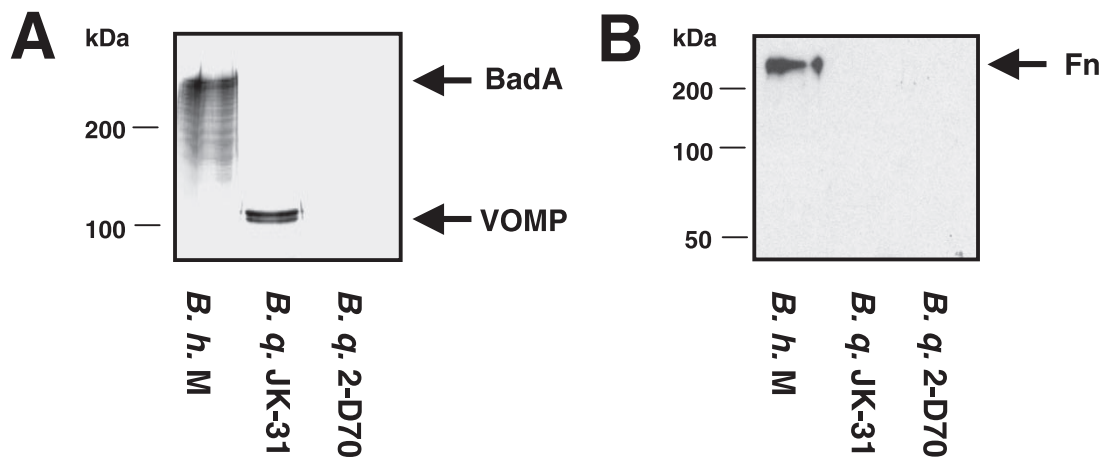 A
kDa
200
100
BadA
VOMP
B. h. M
B. q. JK-31
B. q. 2-D70
B
kDa
200
100
50
Fn
B. h. M
B. q. JK-31
B. q. 2-D70